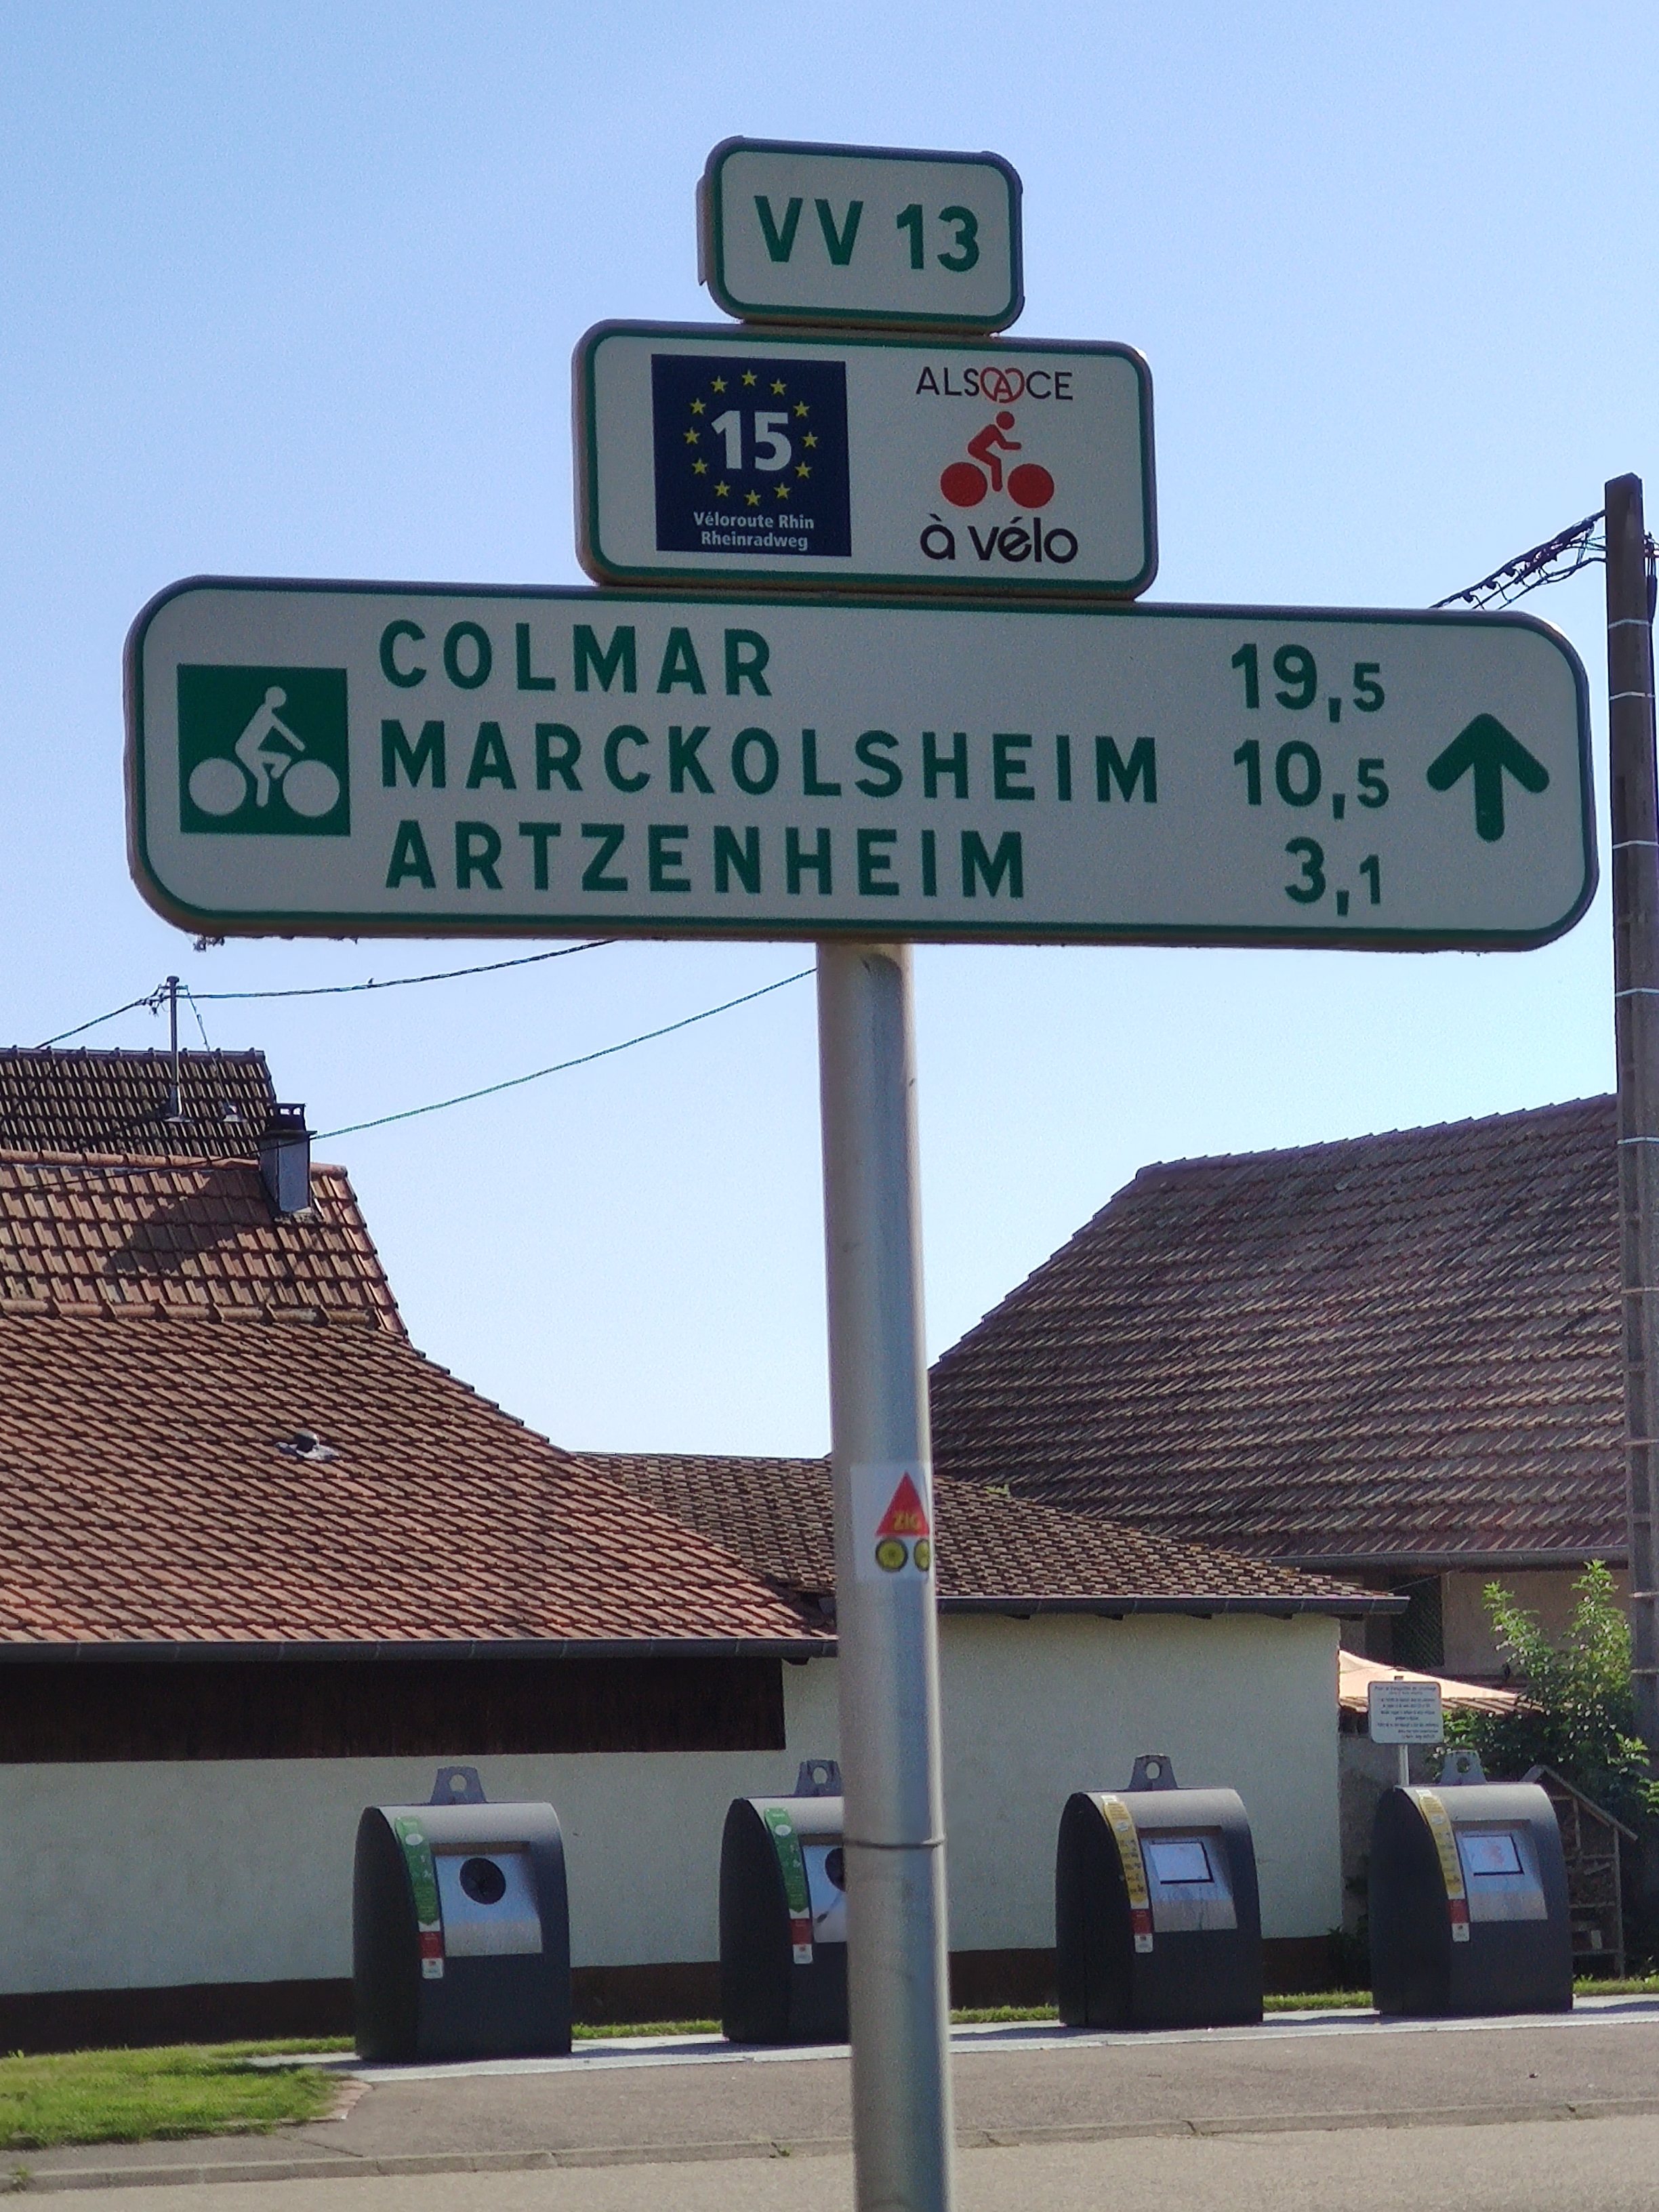 VV 13
15
Véloroute Rhin
Rheinradweg
ALSACE
à vélo
COLMAR 19,5
MARCKOLSHEIM 10,5
ARTZENHEIM 3,1
ZIG